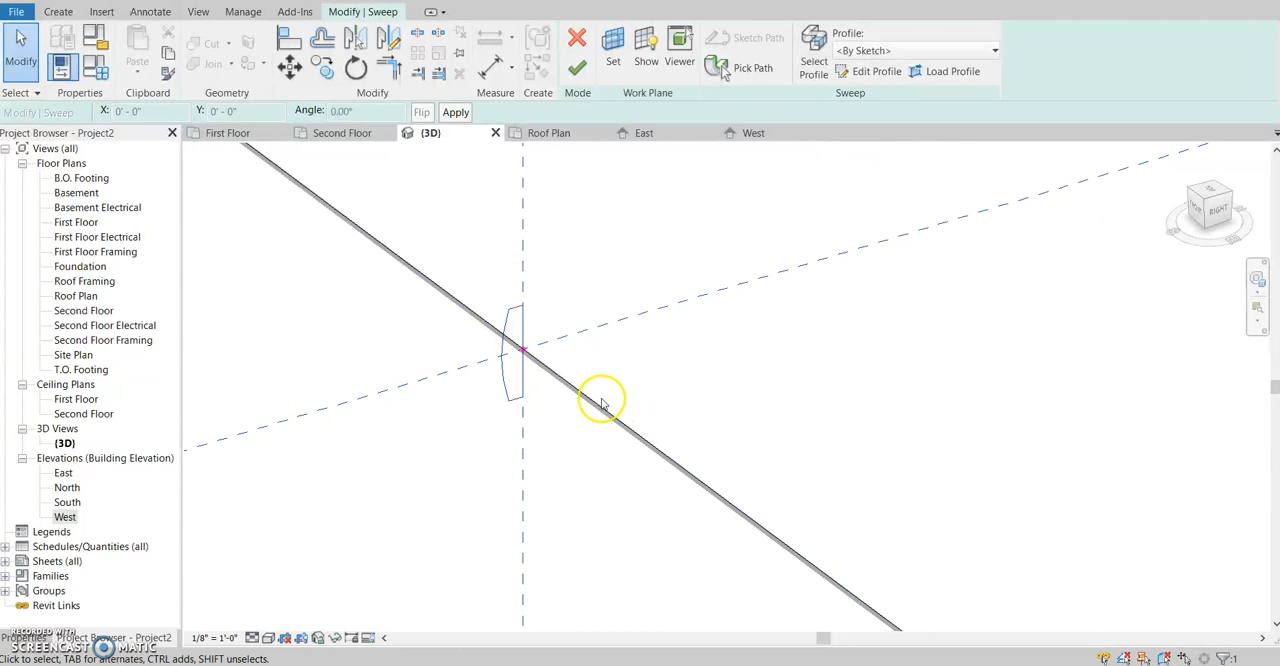 File Create Insert Annotate View Manage Add-Ins Modify | Sweep
Modify Paste Cut Join Set Show Viewer Sketch Path Pick Path Select Profile Profile: <By Sketch> Edit Profile Load Profile
Select Properties Clipboard Geometry Modify Measure Create Mode Work Plane Sweep
Modify | Sweep X: 0' - 0" Y: 0' - 0" Angle: 0.00° Flip Apply
Project Browser - Project2 First Floor Second Floor {3D} Roof Plan East West
Views (all)
Floor Plans
B.O. Footing
Basement
Basement Electrical
First Floor
First Floor Electrical
First Floor Framing
Foundation
Roof Framing
Roof Plan
Second Floor
Second Floor Electrical
Second Floor Framing
Site Plan
T.O. Footing
Ceiling Plans
First Floor
Second Floor
3D Views
{3D}
Elevations (Building Elevation)
East
North
South
West
Legends
Schedules/Quantities (all)
Sheets (all)
Families
Groups
Revit Links
TOP
RIGHT
RECORDED WITH
SCREENCAST MATIC
Properties Project Browser - Project2 1/8" = 1'-0"
Click to select, TAB for alternates, CTRL adds, SHIFT unselects. :1